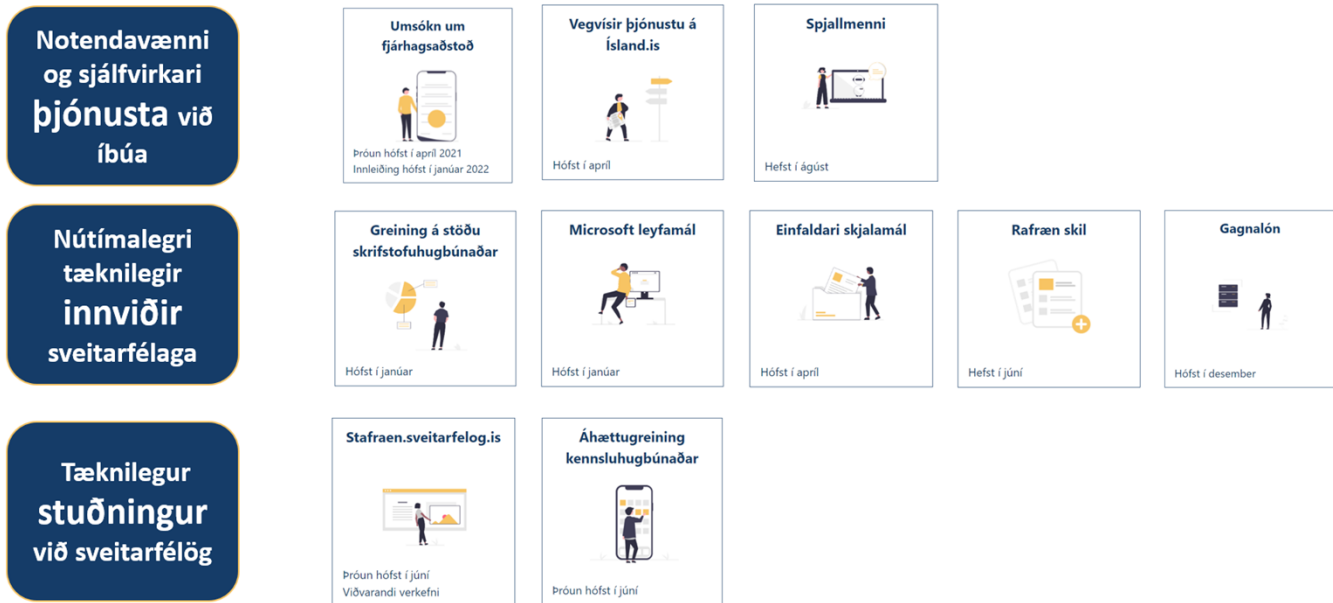 Notendavænni
og sjálfvirkari
þjónusta við
íbúa
Umsókn um
fjárhagsaðstoð
Þróun hófst í apríl 2021
Innleiðing hófst í janúar 2022
Vegvísir þjónustu á
Ísland.is
Hófst í apríl
Spjallmenni
Hefst í ágúst
Nútímalegri
tæknilegir
innviðir
sveitarfélaga
Greining á stöðu
skrifstofuhugbúnaðar
Hófst í janúar
Microsoft leyfamál
Hófst í janúar
Einfaldari skjalamál
Hófst í apríl
Rafræn skil
Hefst í júní
Gagnalón
Hófst í desember
Tæknilegur
stuðningur
við sveitarfélög
Stafraen.sveitarfelog.is
Þróun hófst í júní
Viðvarandi verkefni
Áhættugreining
kennsluhugbúnaðar
Þróun hófst í júní